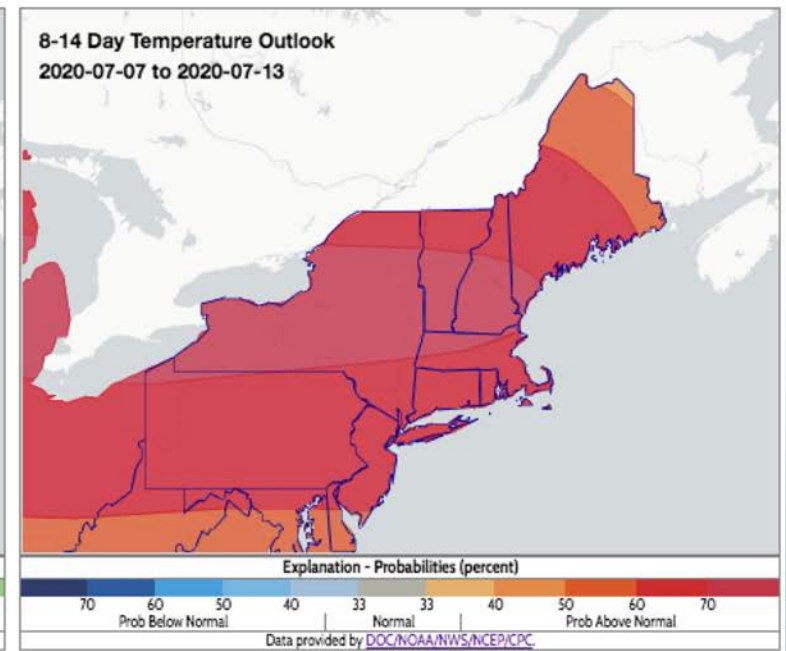 8-14 Day Temperature Outlook
2020-07-07 to 2020-07-13
Explanation - Probabilities (percent)
70 60 50 40 33 33 40 50 60 70
Prob Below Normal | Normal | Prob Above Normal
Data provided by DOC/NOAA/NWS/NCEP/CPC.